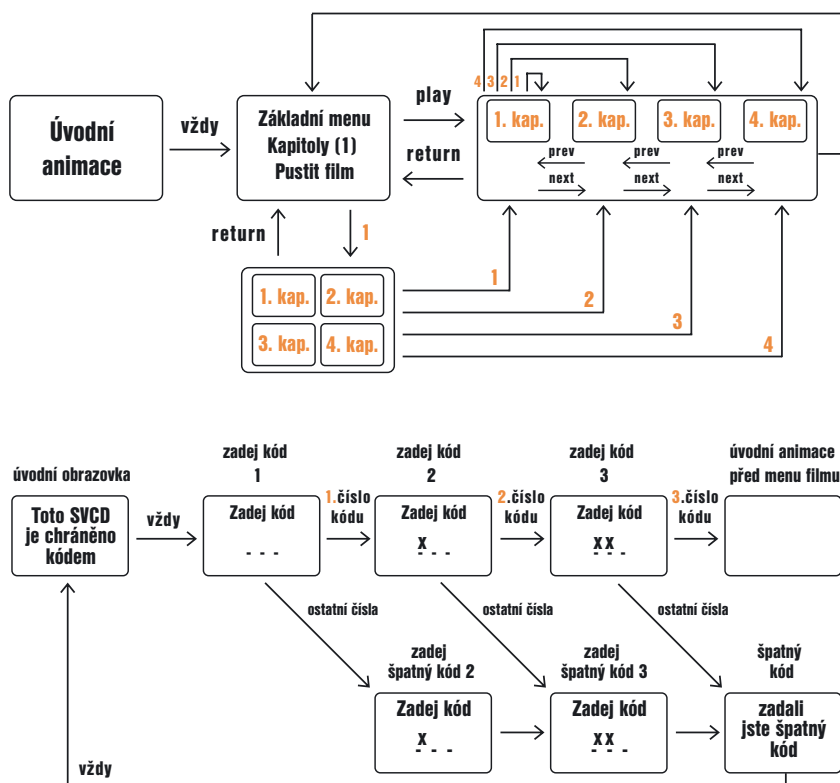 4 3 2 1
Úvodní
animace
vždy
Základní menu
Kapitoly (1)
Pustit film
play
return
1. kap. 2. kap. 3. kap. 4. kap.
prev prev prev
next next next
return
1
1. kap. 2. kap.
3. kap. 4. kap.
1
2
3
4
úvodní obrazovka
Toto SVCD
je chráněno
kódem
vždy
zadej kód
1
Zadej kód
- - -
1.číslo
kódu
zadej kód
2
Zadej kód
X - -
2.číslo
kódu
zadej kód
3
Zadej kód
X X -
3.číslo
kódu
úvodní animace
před menu filmu
ostatní čísla
ostatní čísla
ostatní čísla
zadej
špatný kód 2
Zadej kód
X - -
zadej
špatný kód 3
Zadej kód
X X -
špatný
kód
zadali
jste špatný
kód
vždy